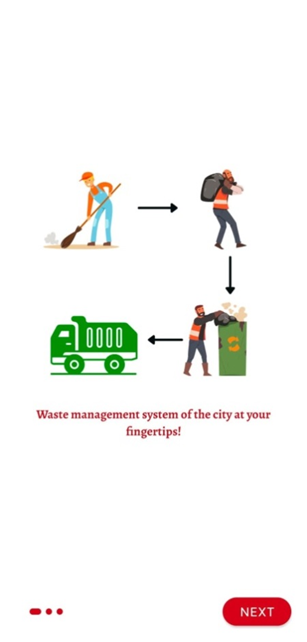 Waste management system of the city at your
fingertips!
NEXT